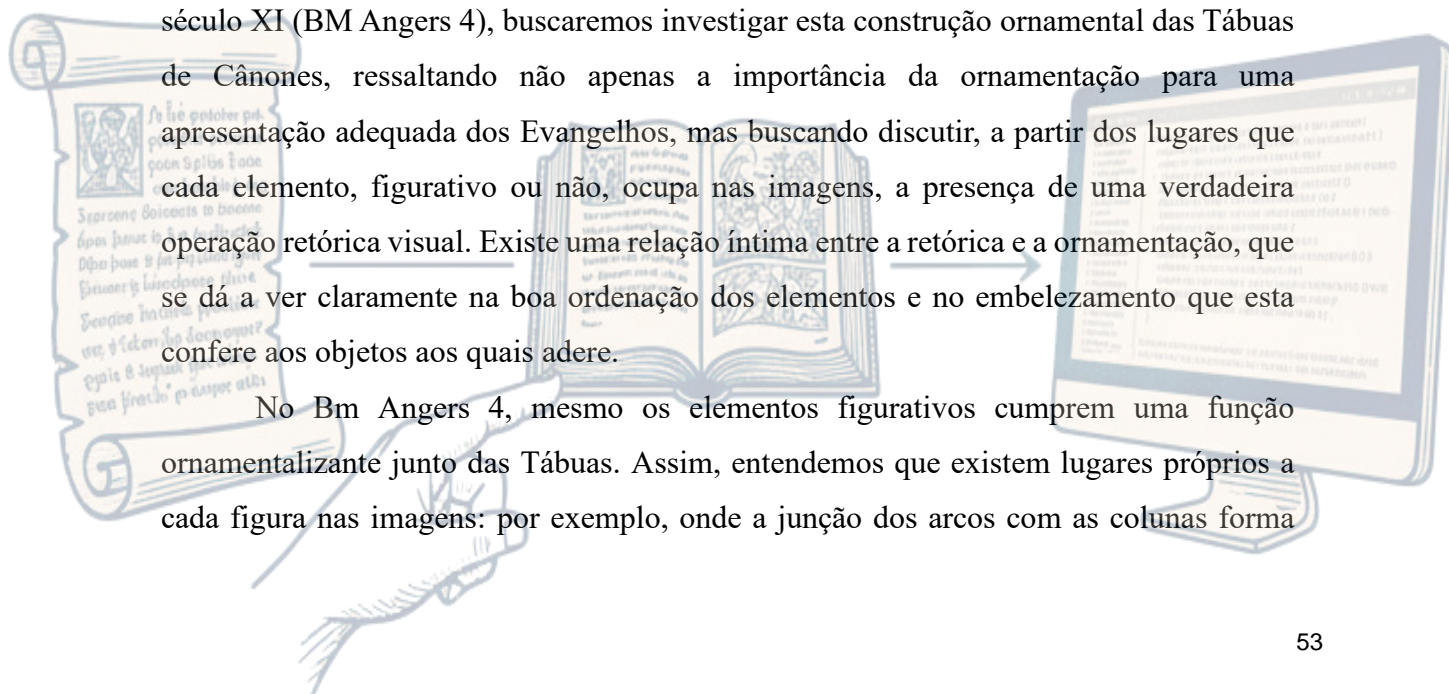 século XI (BM Angers 4), buscaremos investigar esta construção ornamental das Tábuas
de Cânones, ressaltando não apenas a importância da ornamentação para uma
apresentação adequada dos Evangelhos, mas buscando discutir, a partir dos lugares que
cada elemento, figurativo ou não, ocupa nas imagens, a presença de uma verdadeira
operação retórica visual. Existe uma relação íntima entre a retórica e a ornamentação, que
se dá a ver claramente na boa ordenação dos elementos e no embelezamento que esta
confere aos objetos aos quais adere.
No Bm Angers 4, mesmo os elementos figurativos cumprem uma função
ornamentalizante junto das Tábuas. Assim, entendemos que existem lugares próprios a
cada figura nas imagens: por exemplo, onde a junção dos arcos com as colunas forma
53